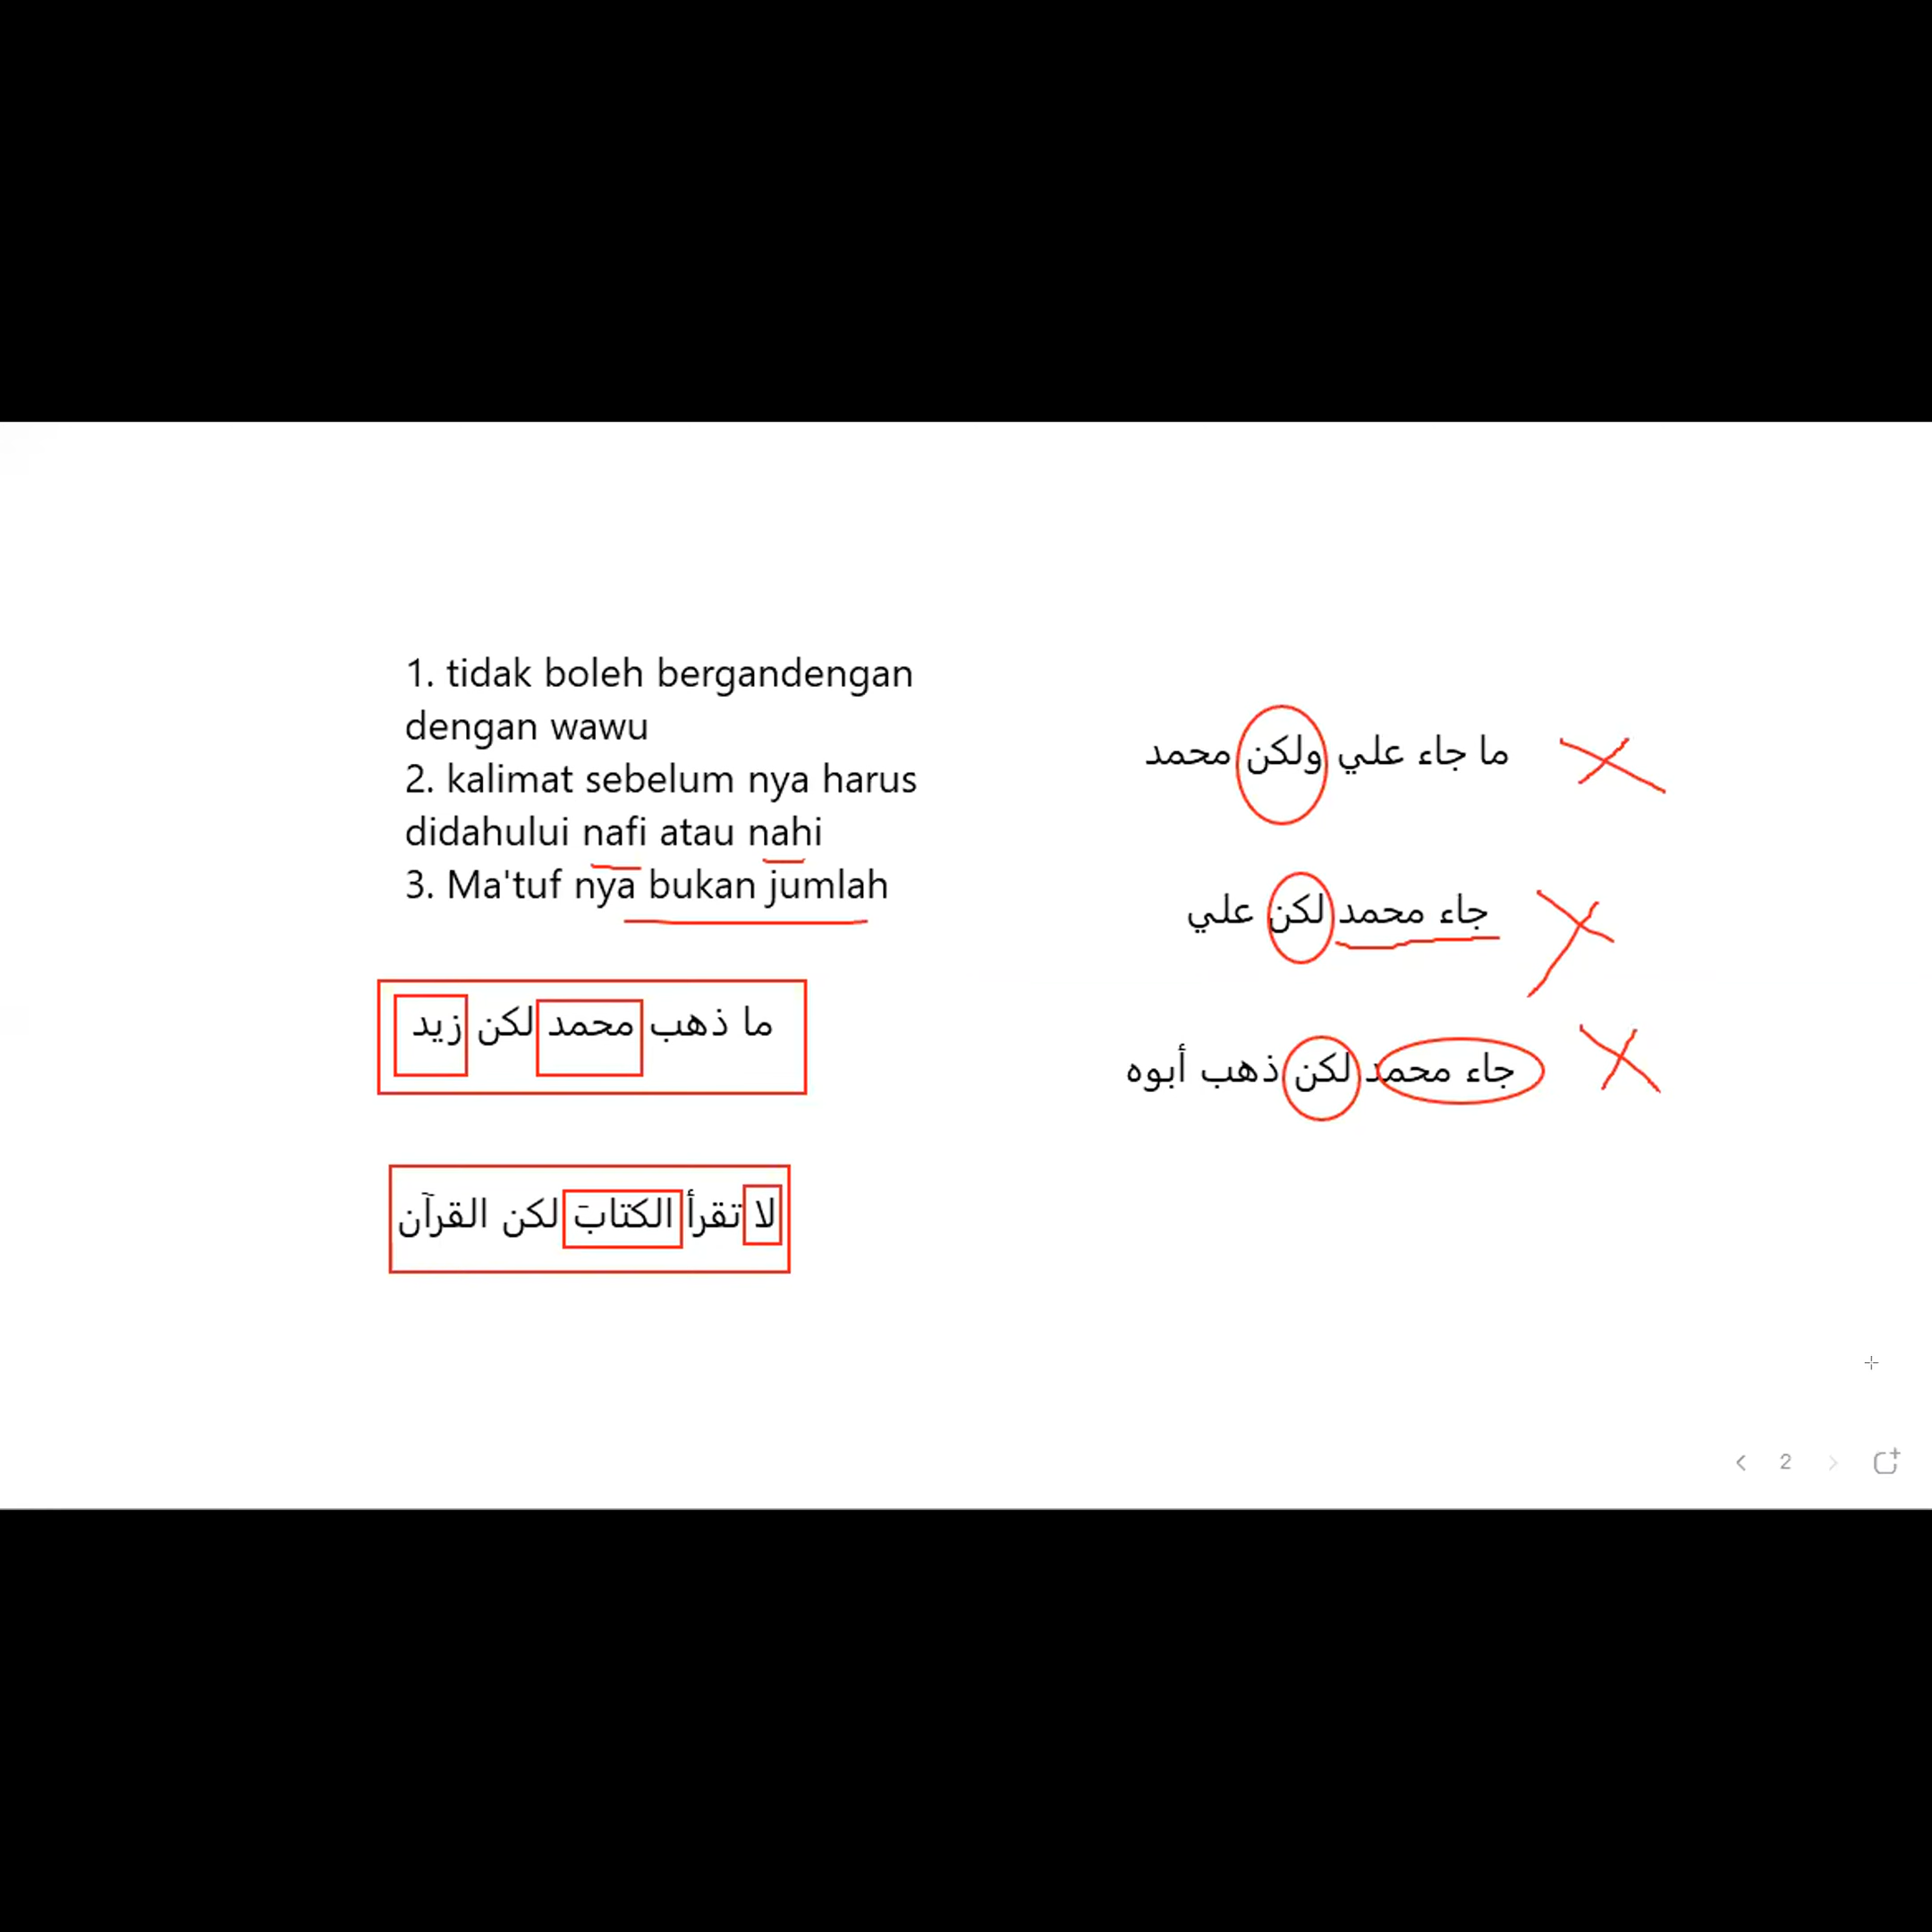 1. tidak boleh bergandengan
dengan wawu
2. kalimat sebelum nya harus
didahului nafi atau nahi
3. Ma'tuf nya bukan jumlah
ما ذهب محمد لكن زيد
لا تقرأ الكتابَ لكن القرآن
ما جاء علي ولكن محمد
جاء محمد لكن علي
جاء محمد لكن ذهب أبوه
2